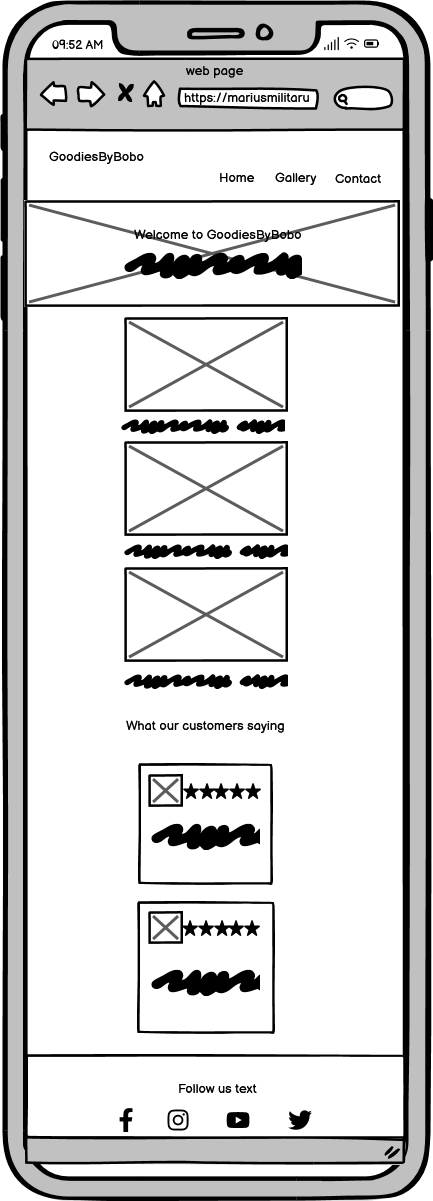 09:52 AM
web page
https://mariusmilitaru
GoodiesByBobo
Home Gallery Contact
Welcome to GoodiesByBobo
What our customers saying
Follow us text